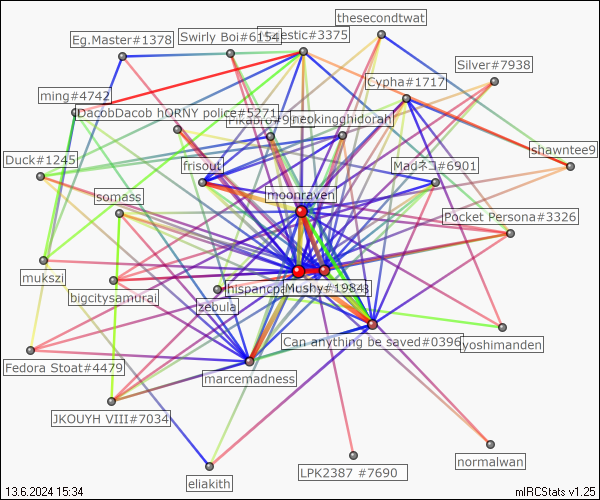 thesecondtwat
Swirly Boi#6154
estic#3375
Eg.Master#1378
Silver#7938
Cypha#1717
ming#4742
DacobDacob hORNY police#5271
neokingghidorah
shawntee9
Duck#1245
frisout
Madネコ#6901
moonraven
somass
Pocket Persona#3326
mukszi
bigcitysamurai
Mushy#1984
zebula
Can anything be saved#0396
yoshimanden
Fedora Stoat#4479
marcemadness
JKOUYH VIII#7034
normalwan
LPK2387 #7690
eliakith
13.6.2024 15:34
mIRCStats v1.25